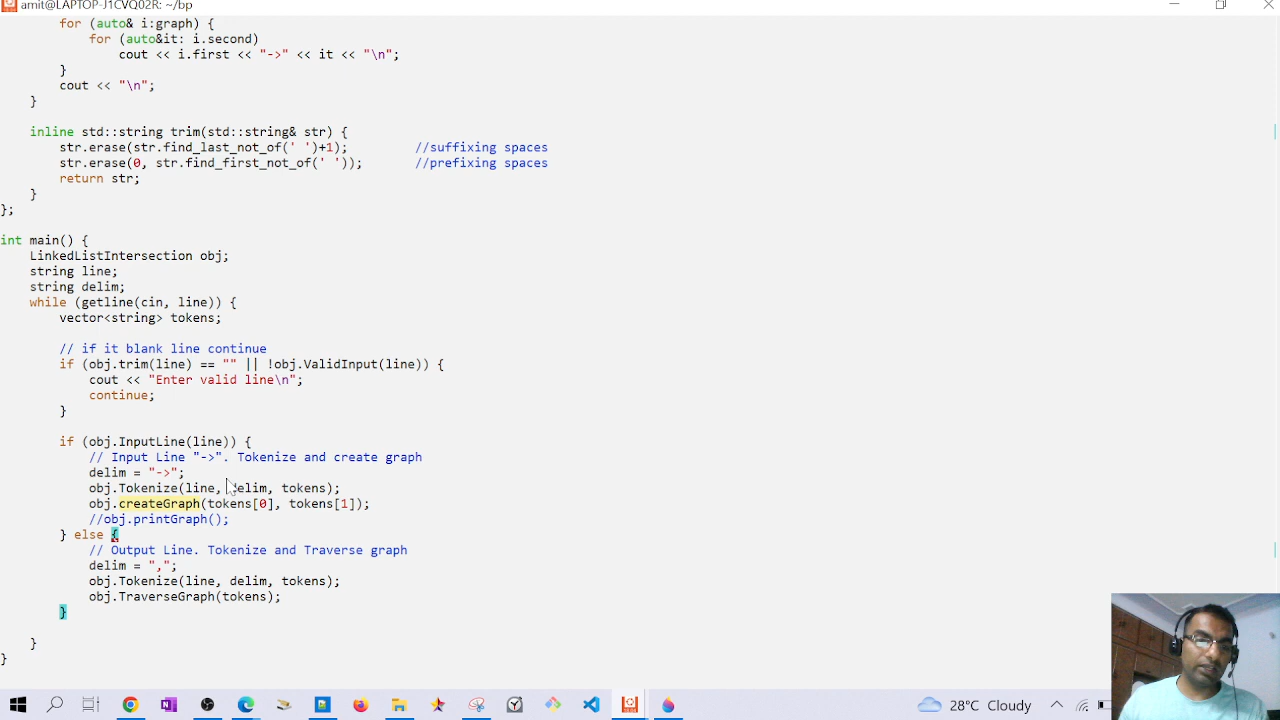 amit@LAPTOP-J1CVQ02R: ~/bp
    for (auto& i:graph) {
        for (auto&it: i.second)
            cout << i.first << "->" << it << "\n";
    }
    cout << "\n";
}
inline std::string trim(std::string& str) {
    str.erase(str.find_last_not_of(' ')+1);         //suffixing spaces
    str.erase(0, str.find_first_not_of(' '));       //prefixing spaces
    return str;
}
};
int main() {
    LinkedListIntersection obj;
    string line;
    string delim;
    while (getline(cin, line)) {
        vector<string> tokens;
        // if it blank line continue
        if (obj.trim(line) == "" || !obj.ValidInput(line)) {
            cout << "Enter valid line\n";
            continue;
        }
        if (obj.InputLine(line)) {
            // Input Line "->". Tokenize and create graph
            delim = "->";
            obj.Tokenize(line, delim, tokens);
            obj.createGraph(tokens[0], tokens[1]);
            //obj.printGraph();
        } else {
            // Output Line. Tokenize and Traverse graph
            delim = ",";
            obj.Tokenize(line, delim, tokens);
            obj.TraverseGraph(tokens);
        }
    }
}
28°C Cloudy